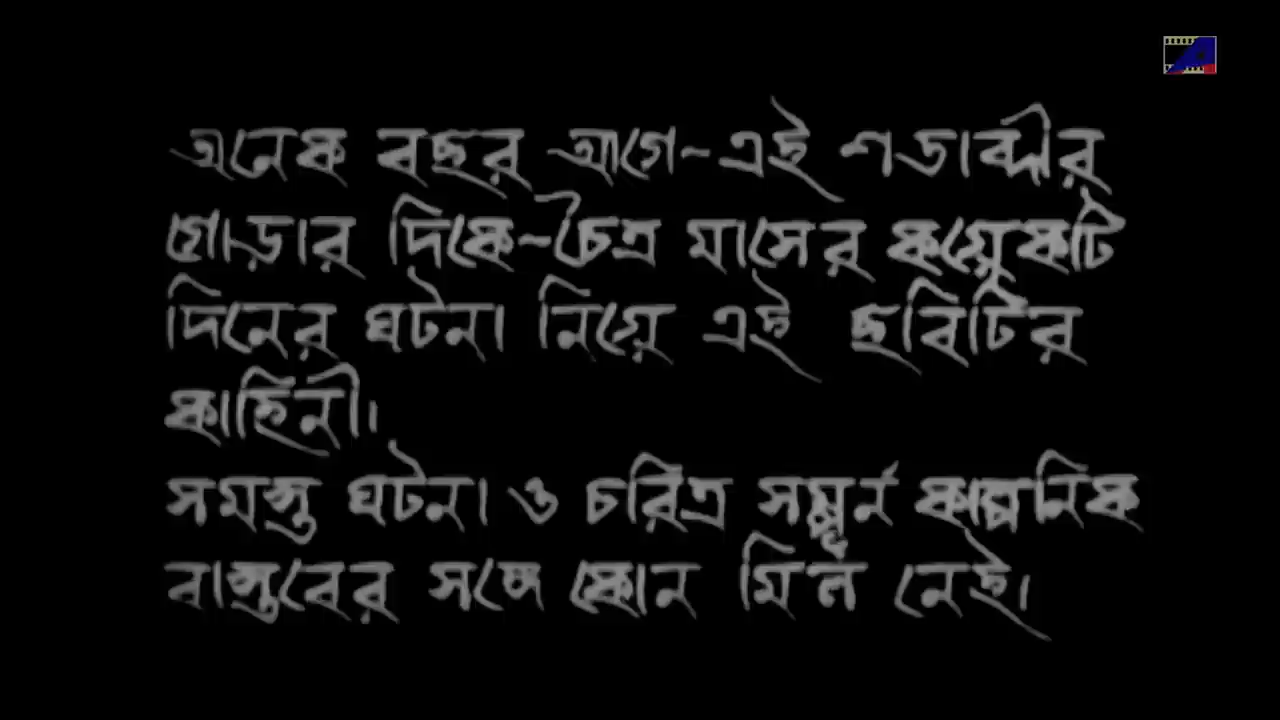 অনেক বছর আগে-এই শতাব্দীর
গোড়ার দিকে-চৈত্র মাসের কয়েকটি
দিনের ঘটনা নিয়ে এই ছবিটির
কাহিনী।
সমস্ত ঘটনা ও চরিত্র সম্পূর্ন কাল্পনিক
বাস্তবের সঙ্গে কোন মিল নেই।